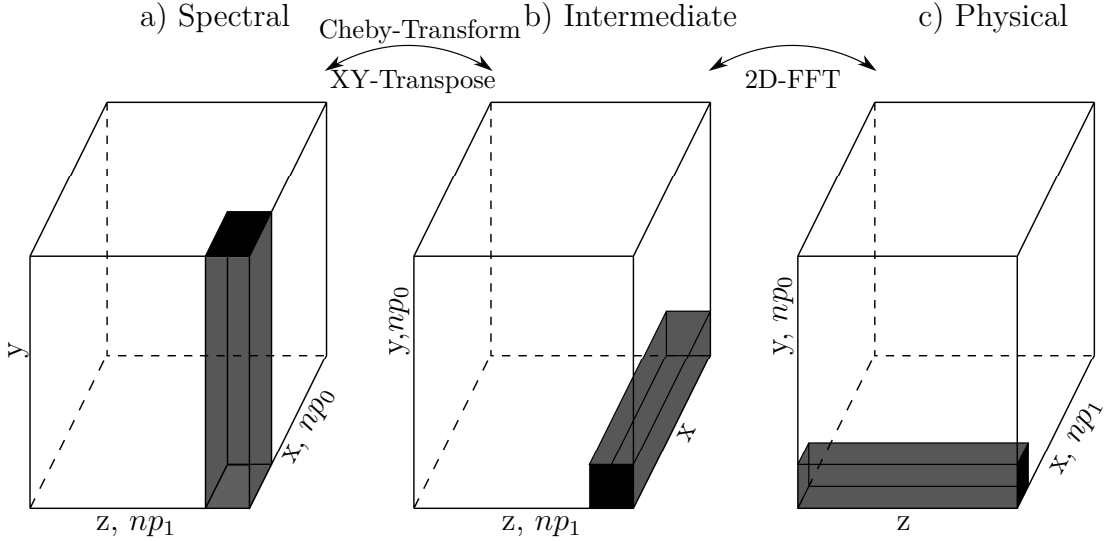 a) Spectral
b) Intermediate
c) Physical
Cheby-Transform
XY-Transpose
2D-FFT
y
x, np₀
z, np₁
y,np₀
x
z, np₁
y, np₀
x, np₁
z